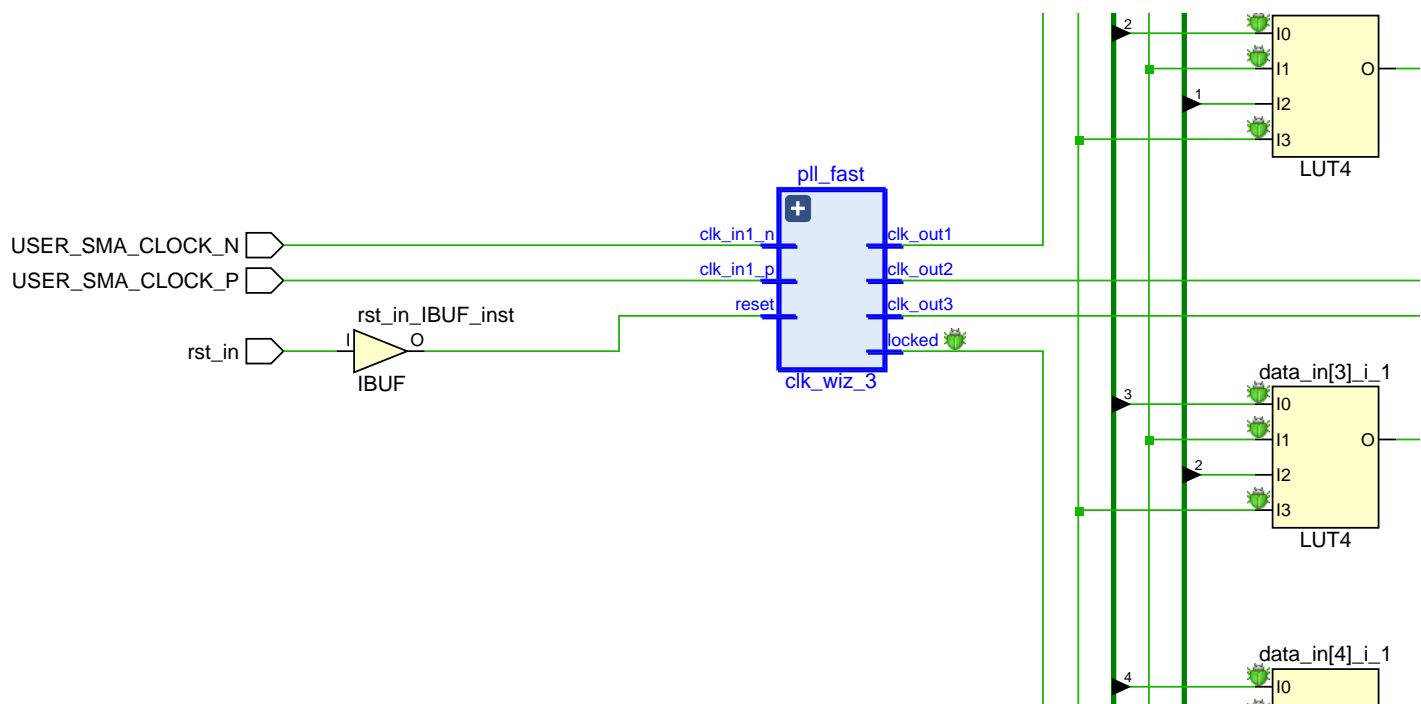 2
I0
I1
O
1
I2
I3
LUT4
pll_fast
USER_SMA_CLOCK_N
clk_in1_n
clk_out1
USER_SMA_CLOCK_P
clk_in1_p
clk_out2
reset
clk_out3
rst_in_IBUF_inst
rst_in
I
O
locked
IBUF
clk_wiz_3
data_in[3]_i_1
3
I0
I1
O
2
I2
I3
LUT4
data_in[4]_i_1
4
I0